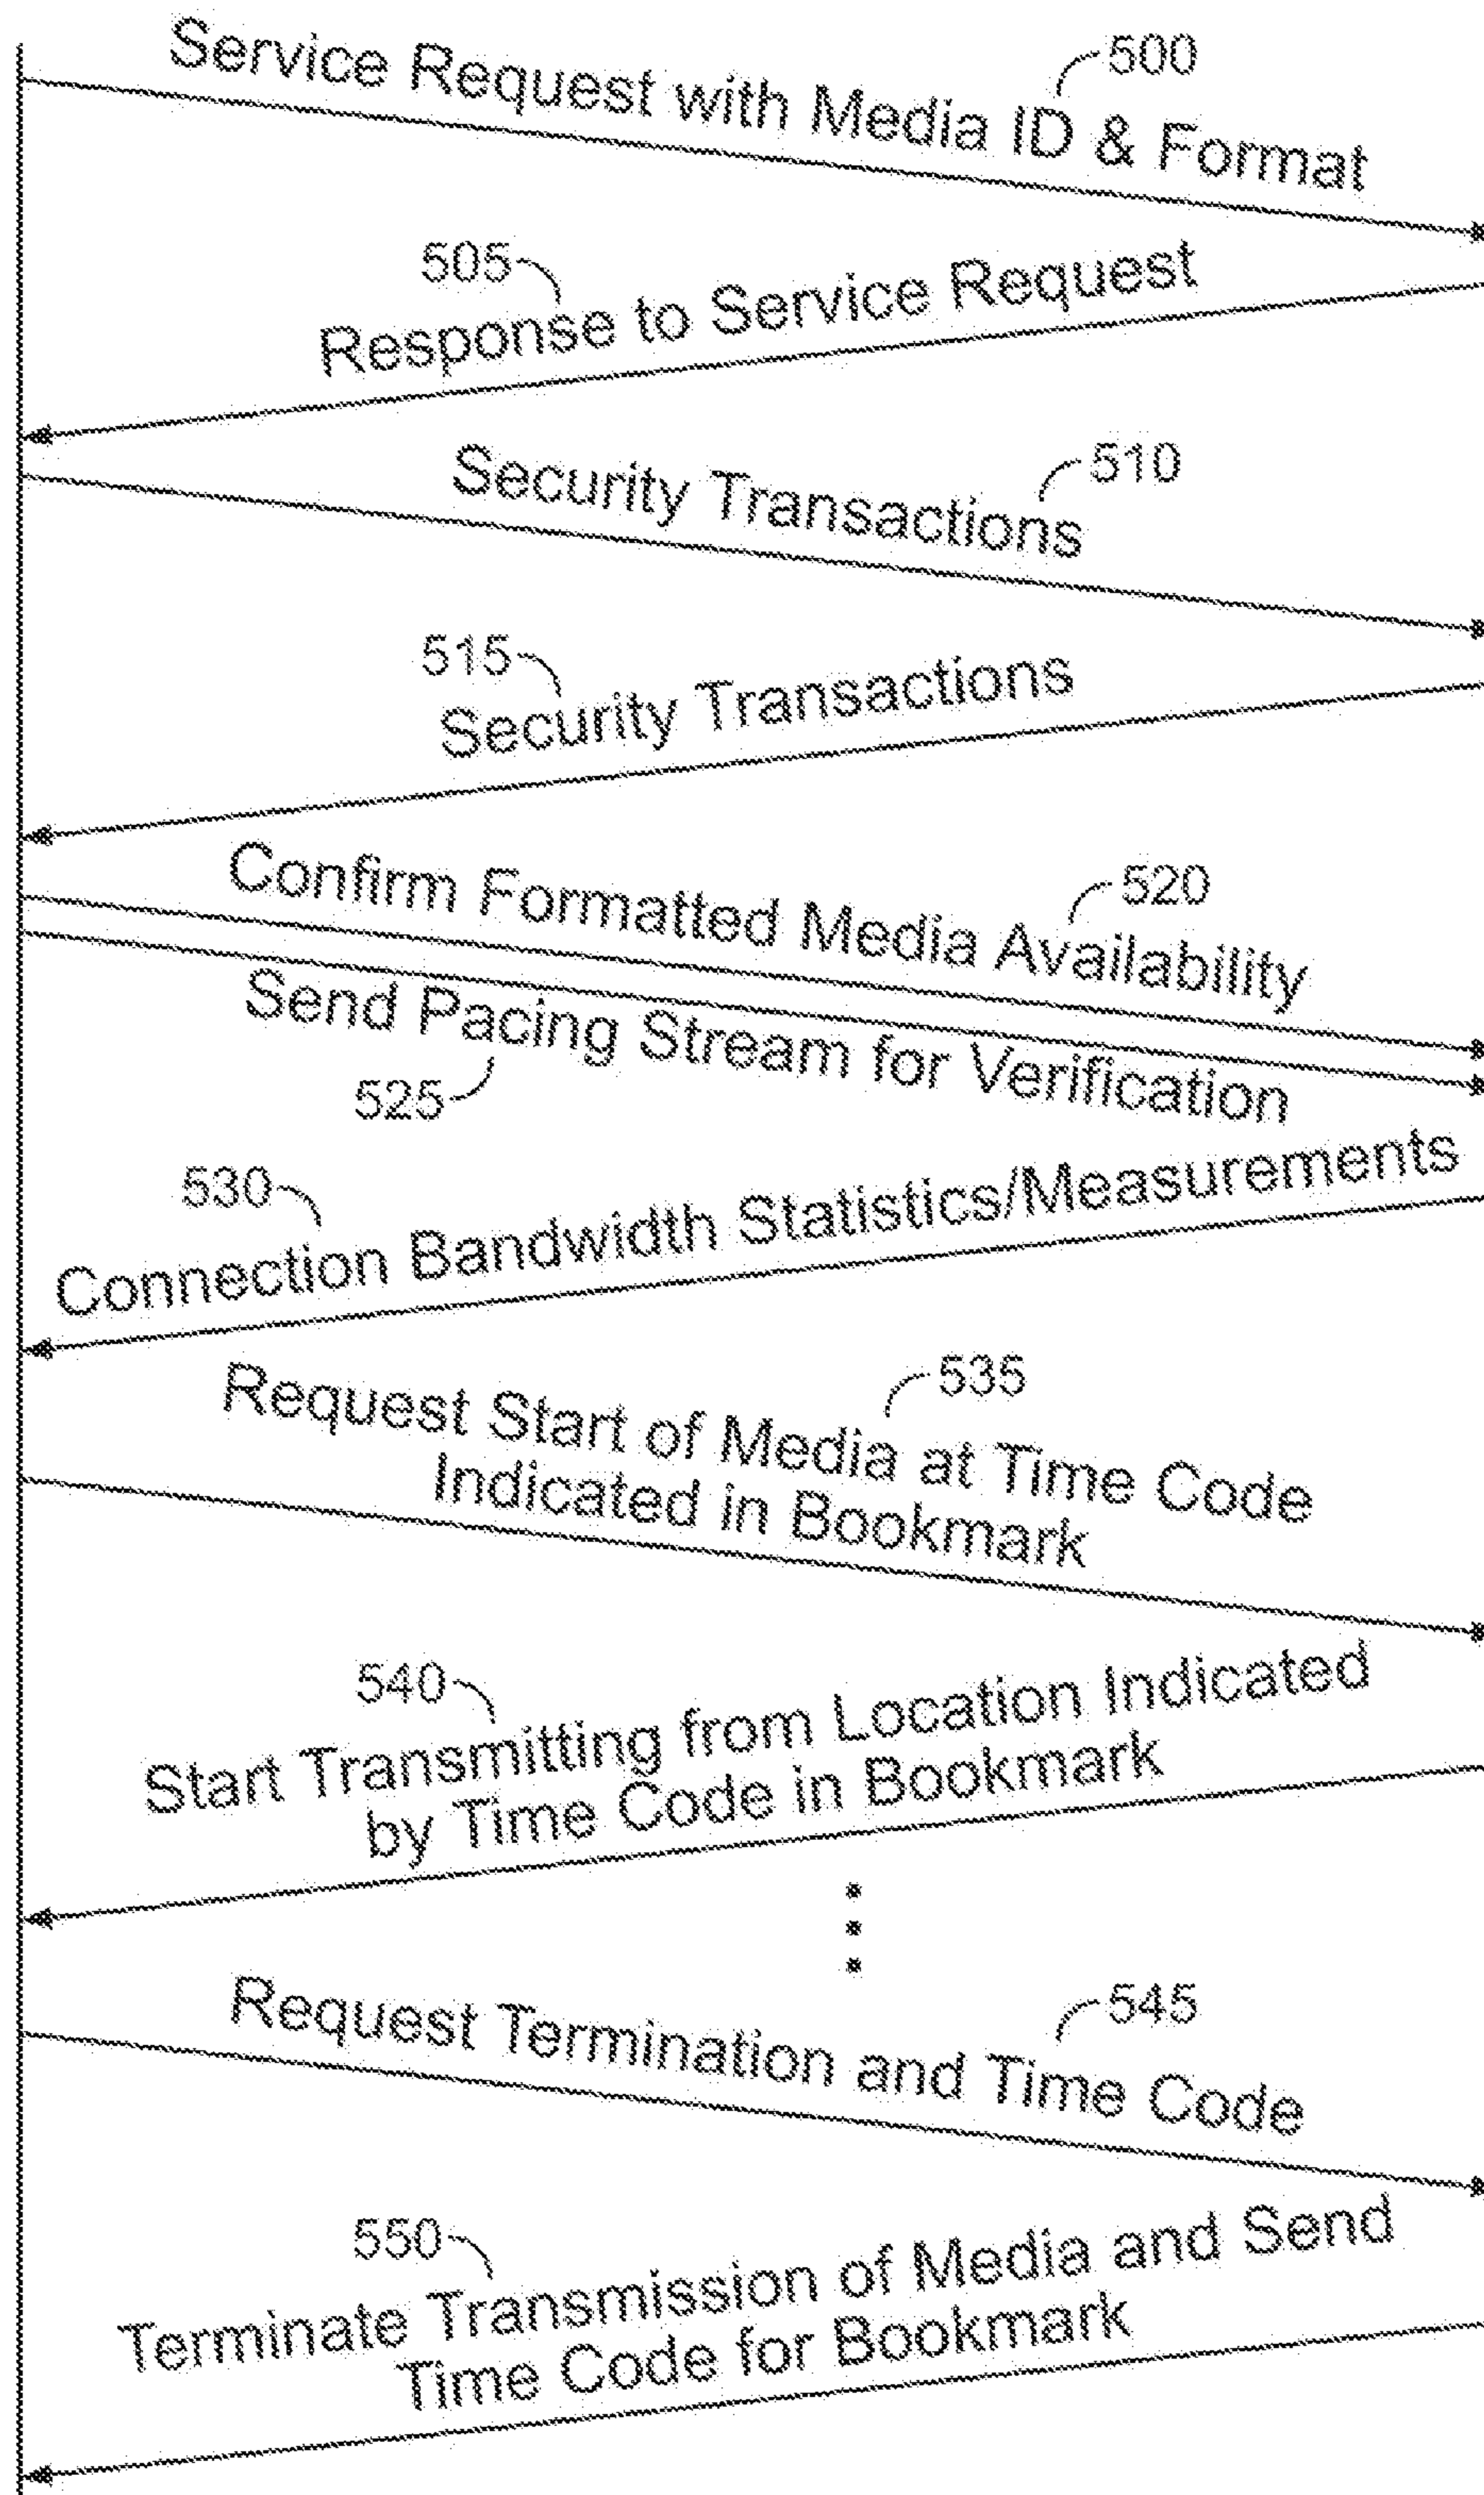 500
Service Request with Media ID & Format
505
Response to Service Request
510
Security Transactions
515
Security Transactions
520
Confirm Formatted Media Availability
Send Pacing Stream for Verification
525
530
Connection Bandwidth Statistics/Measurements
535
Request Start of Media at Time Code
Indicated in Bookmark
540
Start Transmitting from Location Indicated
by Time Code in Bookmark
545
Request Termination and Time Code
550
Terminate Transmission of Media and Send
Time Code for Bookmark